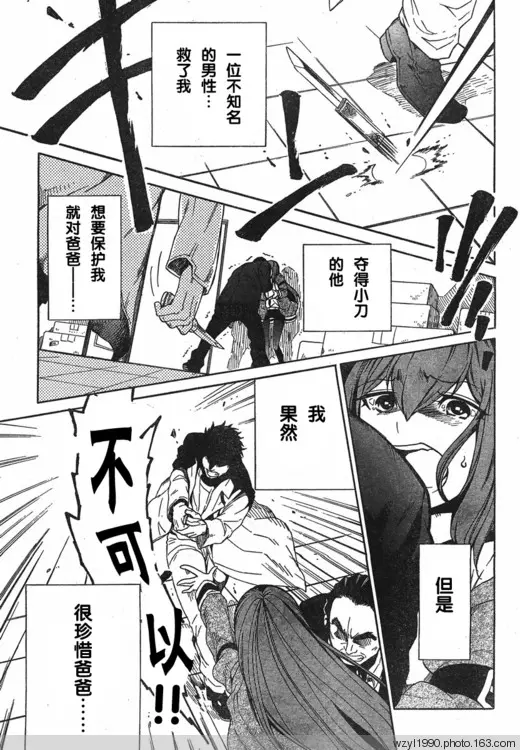 一位不知名
的男性…
救了我
夺得小刀
的他
想要保护我
就对爸爸——…
但是
我
果然
不可以!!
很珍惜爸爸……
wzyl1990.photo.163.com